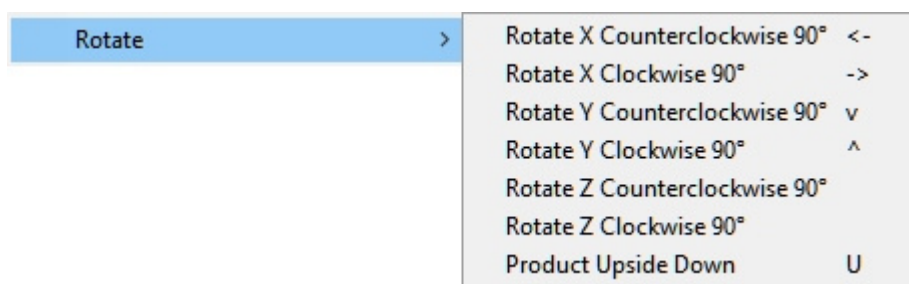 Rotate >
Rotate X Counterclockwise 90° <-
Rotate X Clockwise 90° ->
Rotate Y Counterclockwise 90° v
Rotate Y Clockwise 90° ^
Rotate Z Counterclockwise 90°
Rotate Z Clockwise 90°
Product Upside Down U